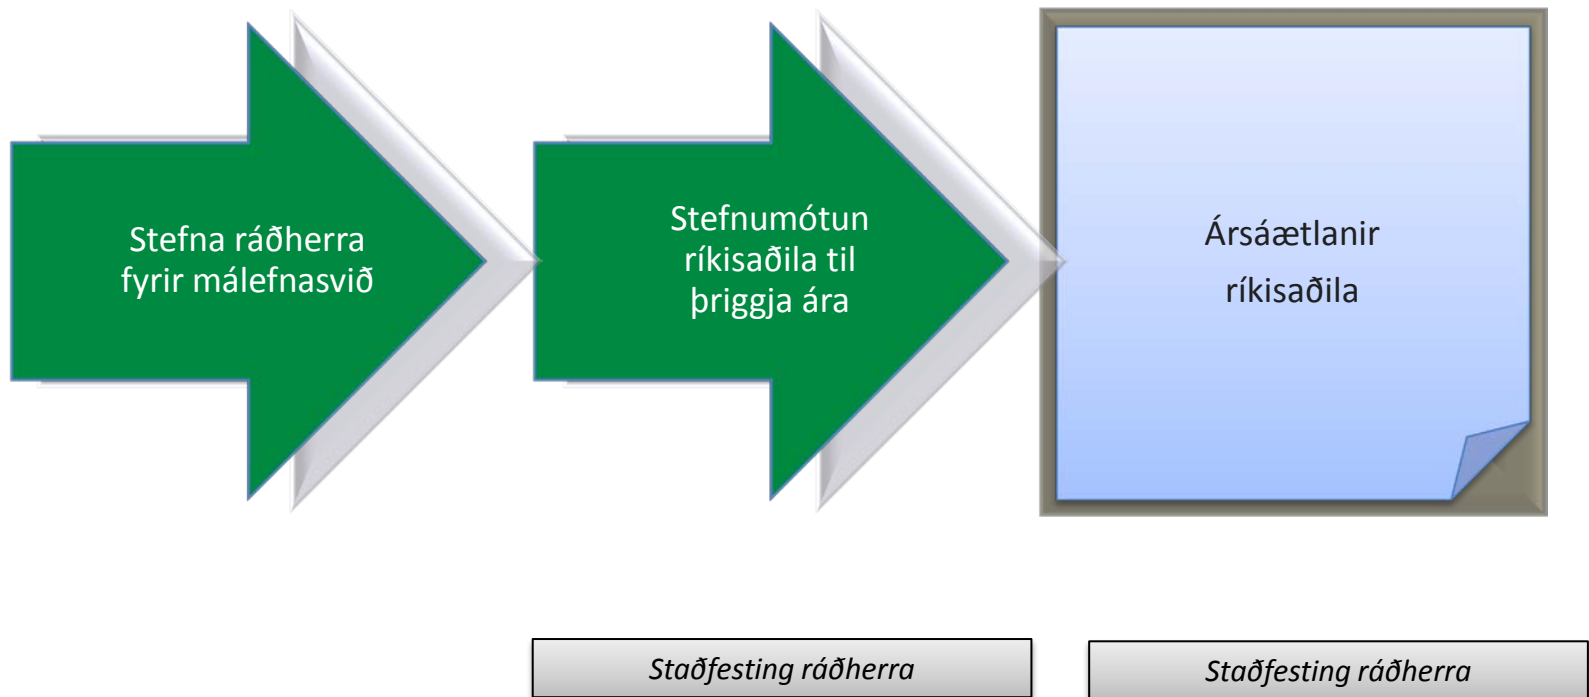 Stefna ráðherra
fyrir málefnasvið
Stefnumótun
ríkisaðila til
þriggja ára
Ársáætlanir
ríkisaðila
Staðfesting ráðherra
Staðfesting ráðherra